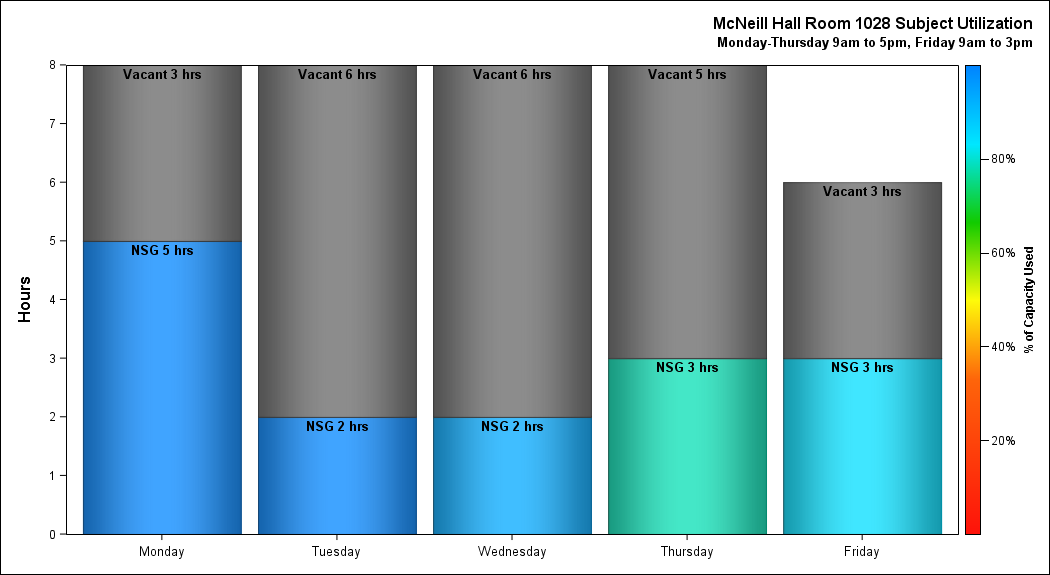 McNeill Hall Room 1028 Subject Utilization
Monday-Thursday 9am to 5pm, Friday 9am to 3pm
Hours
8
7
6
5
4
3
2
1
0
Vacant 3 hrs
NSG 5 hrs
Vacant 6 hrs
NSG 2 hrs
Vacant 6 hrs
NSG 2 hrs
Vacant 5 hrs
NSG 3 hrs
Vacant 3 hrs
NSG 3 hrs
Monday
Tuesday
Wednesday
Thursday
Friday
80%
60%
40%
20%
% of Capacity Used